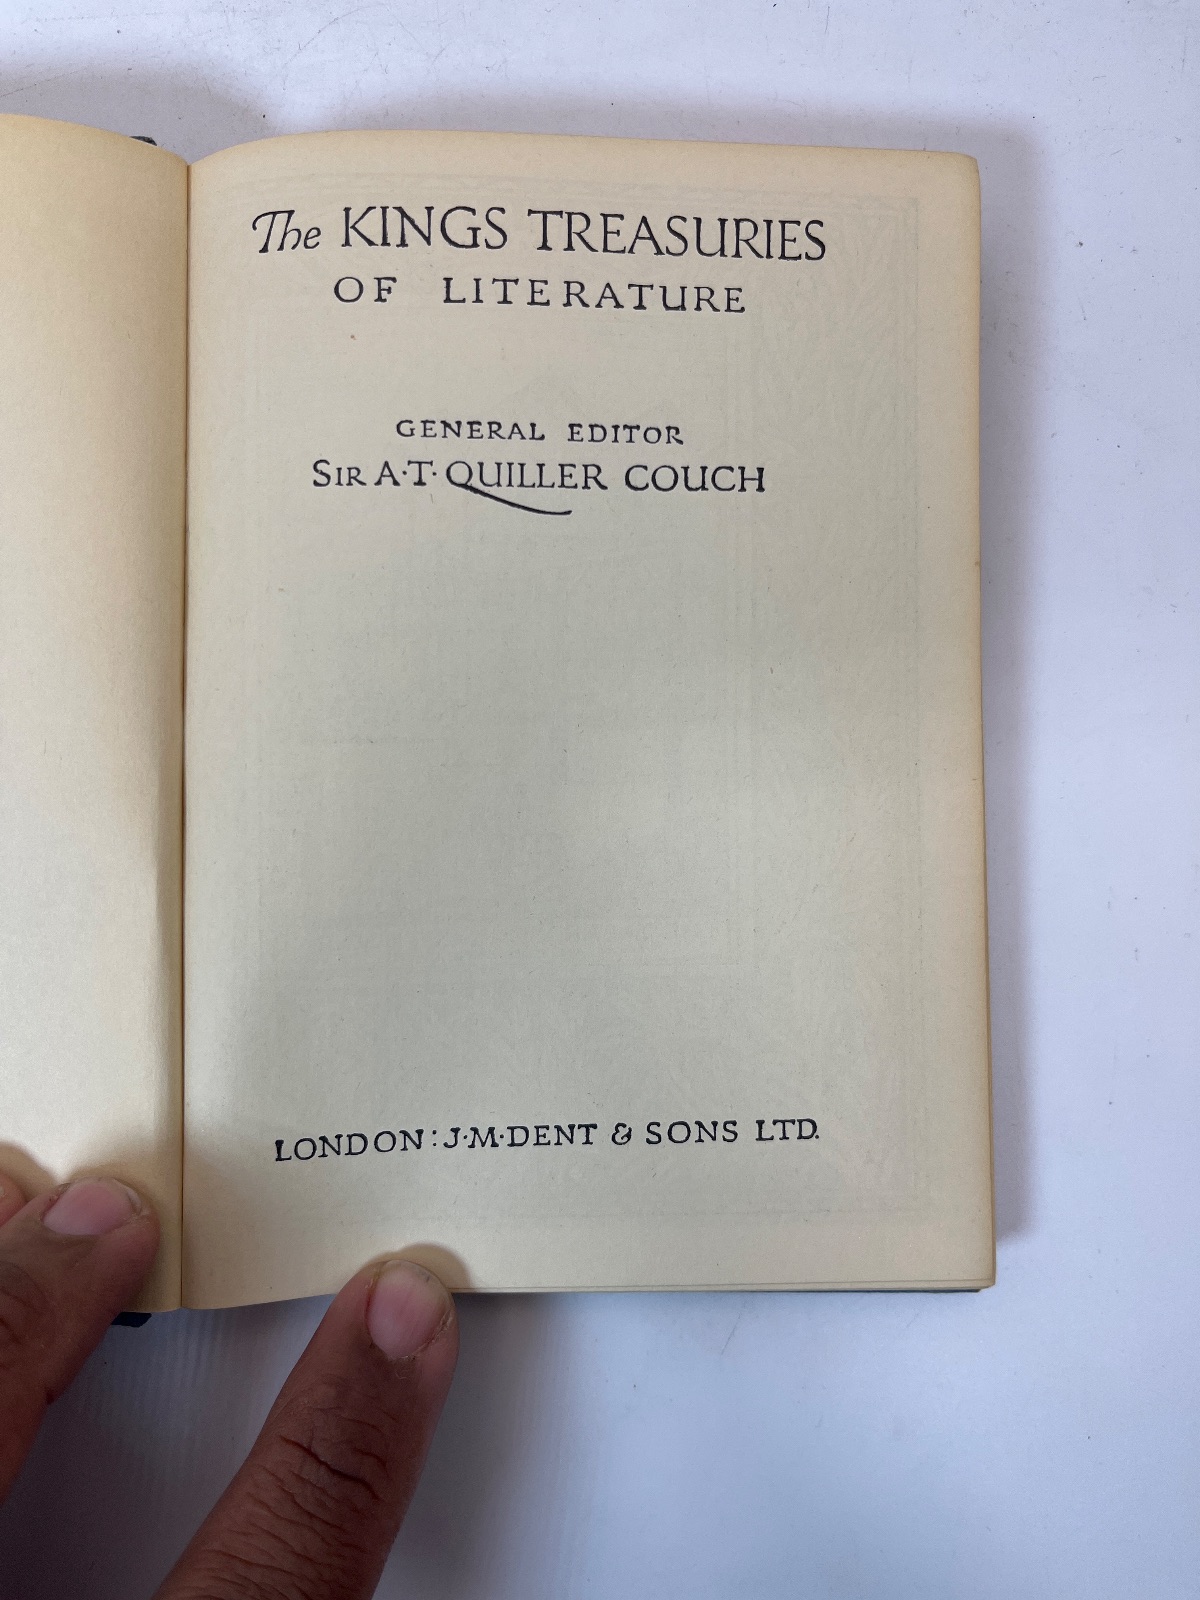 The KINGS TREASURIES
OF LITERATURE
GENERAL EDITOR
SIR A·T· QUILLER COUCH
LONDON: J·M·DENT & SONS LTD.